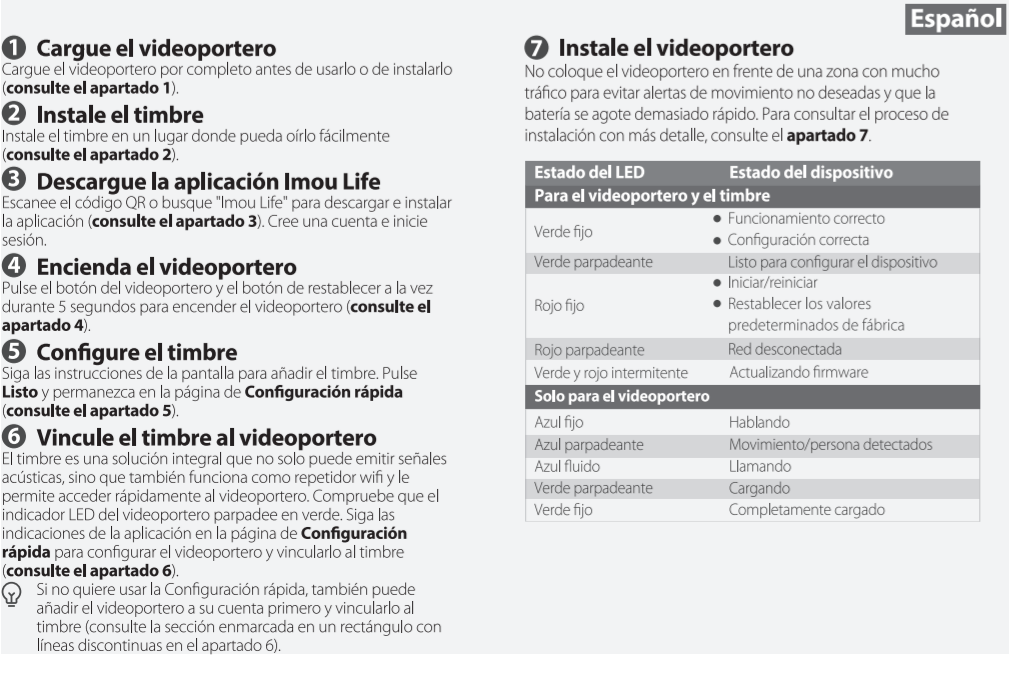 Español
1 Cargue el videoportero
Cargue el videoportero por completo antes de usarlo o de instalarlo
(consulte el apartado 1).
2 Instale el timbre
Instale el timbre en un lugar donde pueda oírlo fácilmente
(consulte el apartado 2).
3 Descargue la aplicación Imou Life
Escanee el código QR o busque "Imou Life" para descargar e instalar
la aplicación (consulte el apartado 3). Cree una cuenta e inicie
sesión.
4 Encienda el videoportero
Pulse el botón del videoportero y el botón de restablecer a la vez
durante 5 segundos para encender el videoportero (consulte el
apartado 4).
5 Configure el timbre
Siga las instrucciones de la pantalla para añadir el timbre. Pulse
Listo y permanezca en la página de Configuración rápida
(consulte el apartado 5).
6 Vincule el timbre al videoportero
El timbre es una solución integral que no solo puede emitir señales
acústicas, sino que también funciona como repetidor wifi y le
permite acceder rápidamente al videoportero. Compruebe que el
indicador LED del videoportero parpadee en verde. Siga las
indicaciones de la aplicación en la página de Configuración
rápida para configurar el videoportero y vincularlo al timbre
(consulte el apartado 6).
Si no quiere usar la Configuración rápida, también puede
añadir el videoportero a su cuenta primero y vincularlo al
timbre (consulte la sección enmarcada en un rectángulo con
líneas discontinuas en el apartado 6).
7 Instale el videoportero
No coloque el videoportero en frente de una zona con mucho
tráfico para evitar alertas de movimiento no deseadas y que la
batería se agote demasiado rápido. Para consultar el proceso de
instalación con más detalle, consulte el apartado 7.
Estado del LED Estado del dispositivo
Para el videoportero y el timbre
Verde fijo
● Funcionamiento correcto
● Configuración correcta
Verde parpadeante Listo para configurar el dispositivo
Rojo fijo
● Iniciar/reiniciar
● Restablecer los valores
predeterminados de fábrica
Rojo parpadeante Red desconectada
Verde y rojo intermitente Actualizando firmware
Solo para el videoportero
Azul fijo Hablando
Azul parpadeante Movimiento/persona detectados
Azul fluido Llamando
Verde parpadeante Cargando
Verde fijo Completamente cargado